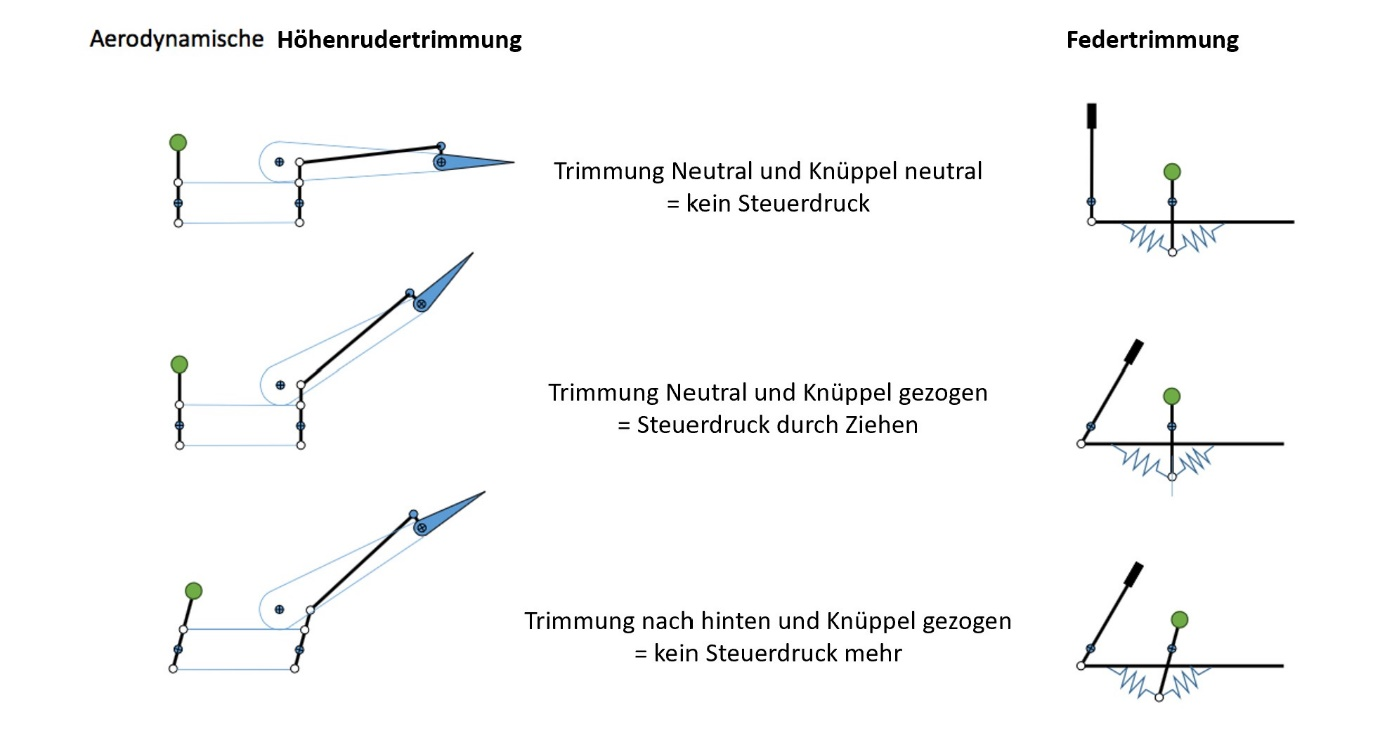 Aerodynamische Höhenrudertrimmung
Federtrimmung
Trimmung Neutral und Knüppel neutral
= kein Steuerdruck
Trimmung Neutral und Knüppel gezogen
= Steuerdruck durch Ziehen
Trimmung nach hinten und Knüppel gezogen
= kein Steuerdruck mehr